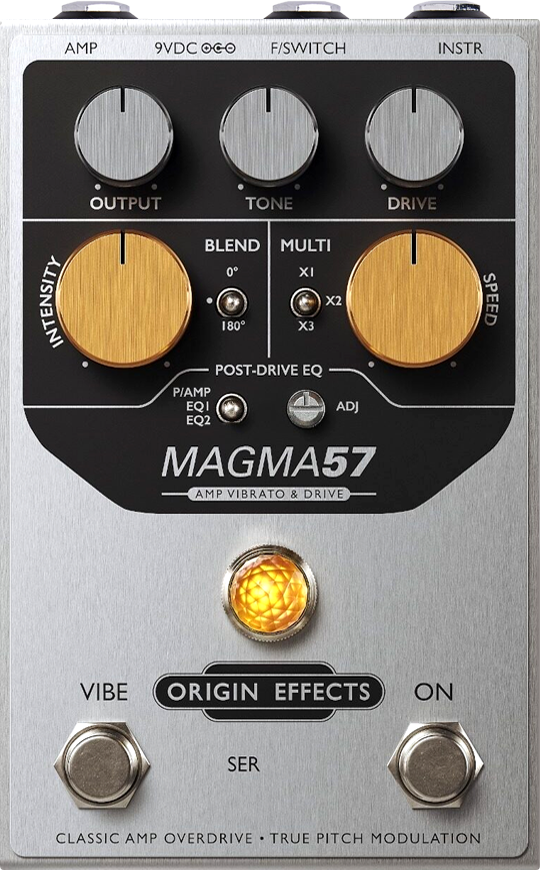 AMP 9VDC F/SWITCH INSTR
OUTPUT TONE DRIVE
INTENSITY
BLEND
0°
180°
MULTI
X1
X2
X3
SPEED
POST-DRIVE EQ
P/AMP
EQ1
EQ2
ADJ
MAGMA57
AMP VIBRATO & DRIVE
VIBE ORIGIN EFFECTS ON
SER
CLASSIC AMP OVERDRIVE • TRUE PITCH MODULATION